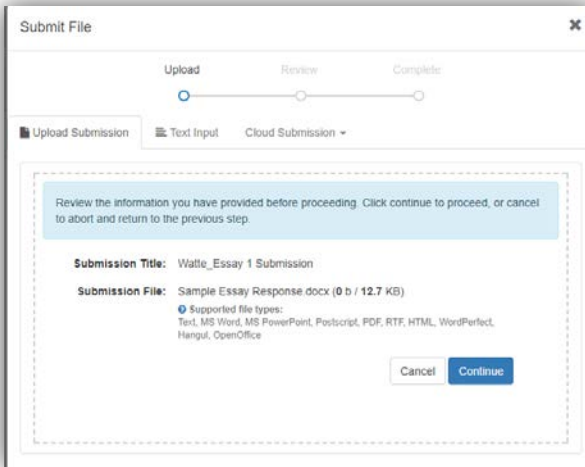 Submit File
Upload Review Complete
Upload Submission Text Input Cloud Submission
Review the information you have provided before proceeding. Click continue to proceed, or cancel
to abort and return to the previous step.
Submission Title: Watte_Essay 1 Submission
Submission File: Sample Essay Response.docx (0 b / 12.7 KB)
Supported file types:
Text, MS Word, MS PowerPoint, Postscript, PDF, RTF, HTML, WordPerfect,
Hangul, OpenOffice
Cancel Continue